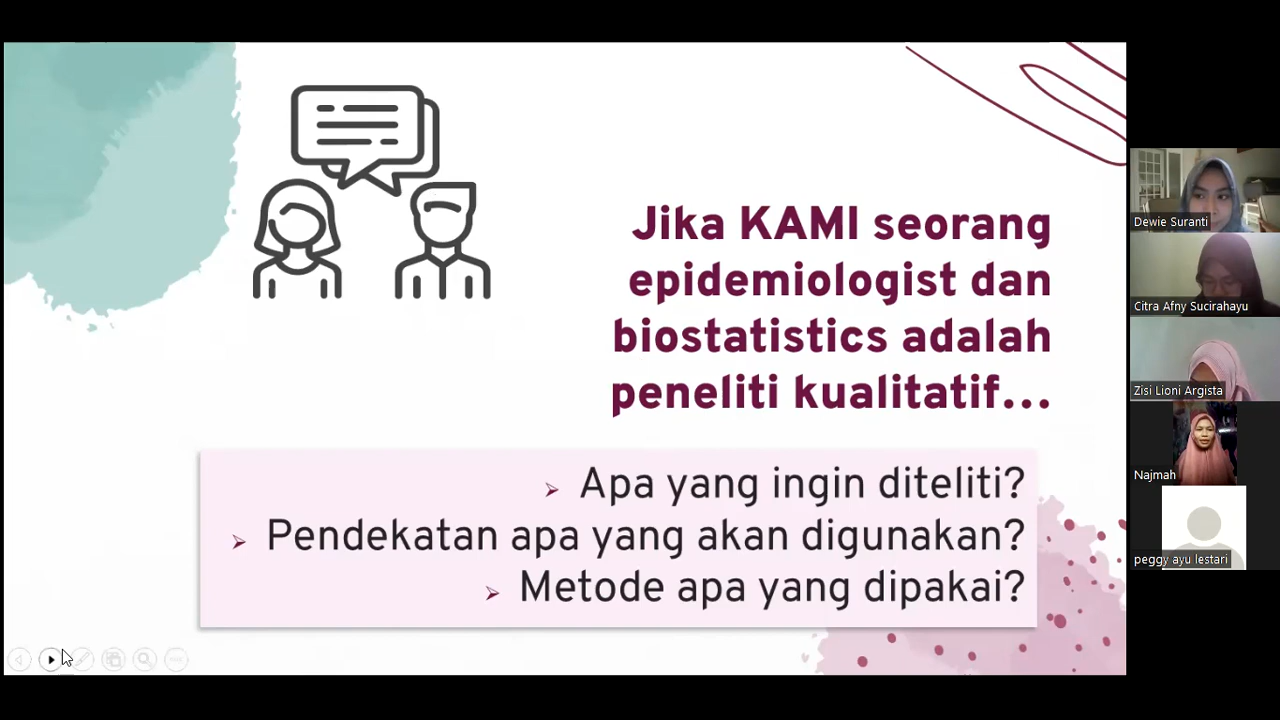 Jika KAMI seorang
epidemiologist dan
biostatistics adalah
peneliti kualitatif...
➢ Apa yang ingin diteliti?
➢ Pendekatan apa yang akan digunakan?
➢ Metode apa yang dipakai?
Dewie Suranti
Citra Afny Sucirahayu
Zisi Lioni Argista
Najmah
peggy ayu lestari